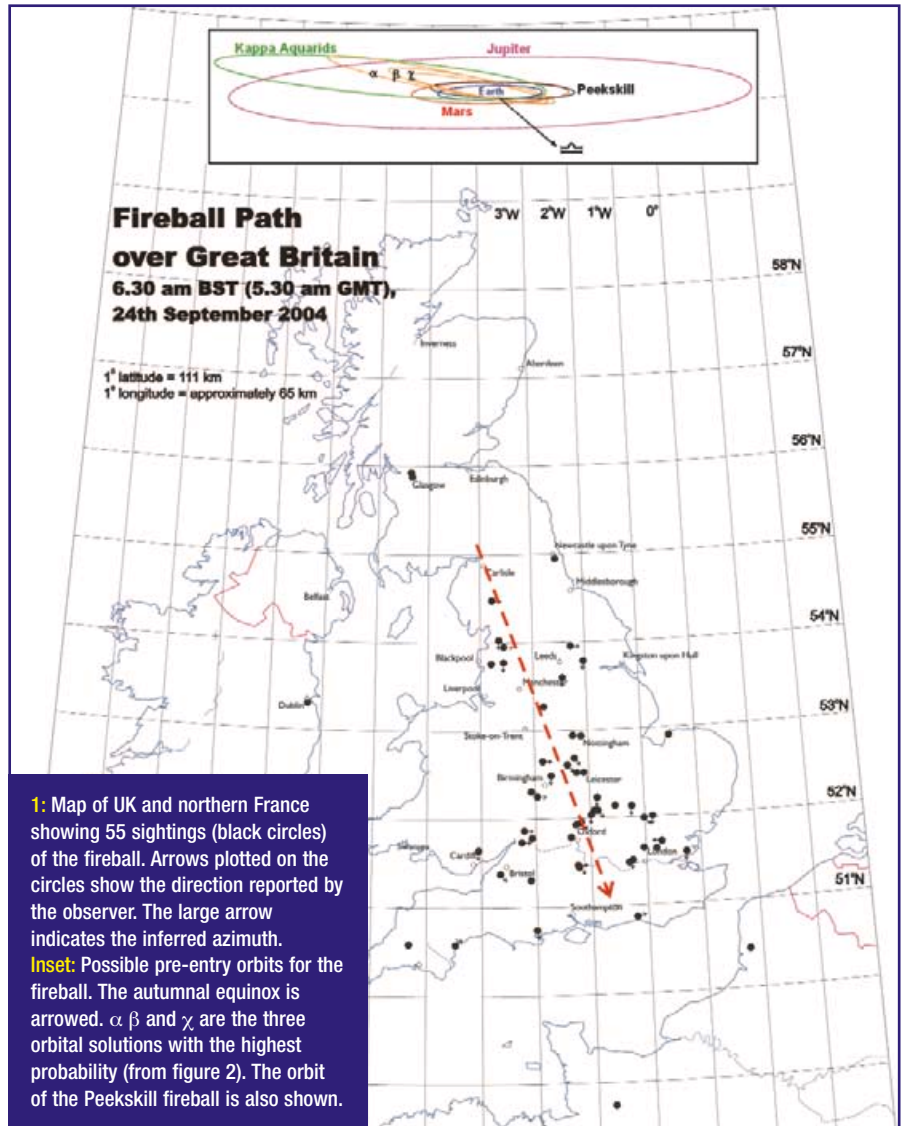 Kappa Aquarids
Jupiter
α β χ
Earth
Peekskill
Mars
♎
Fireball Path
over Great Britain
6.30 am BST (5.30 am GMT),
24th September 2004
3°W 2°W 1°W 0°
58°N
1° latitude = 111 km
1° longitude = approximately 65 km
Inverness
57°N
Aberdeen
56°N
Glasgow
Edinburgh
55°N
Newcastle upon Tyne
Carlisle
Middlesborough
Belfast
54°N
Blackpool
Leeds
Kingston upon Hull
Liverpool
Manchester
Dublin
53°N
Stoke-on-Trent
Nottingham
Birmingham
Leicester
52°N
Oxford
Swansea
Cardiff
London
Bristol
51°N
Southampton
1: Map of UK and northern France
showing 55 sightings (black circles)
of the fireball. Arrows plotted on the
circles show the direction reported by
the observer. The large arrow
indicates the inferred azimuth.
Inset: Possible pre-entry orbits for the
fireball. The autumnal equinox is
arrowed. α β and χ are the three
orbital solutions with the highest
probability (from figure 2). The orbit
of the Peekskill fireball is also shown.